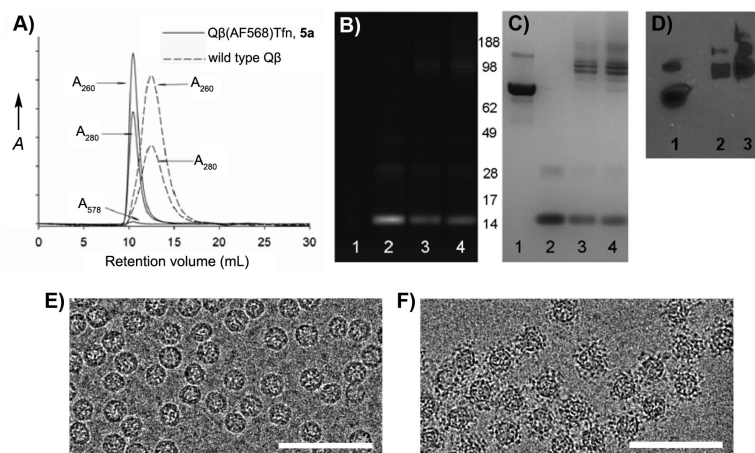 A)
Qβ(AF568)Tfn, 5a
wild type Qβ
A260
A260
A280
A280
A578
A
0 5 10 15 20 25 30
Retention volume (mL)
B)
1 2 3 4
188
98
62
49
28
17
14
C)
1 2 3 4
D)
1 2 3
E)
F)